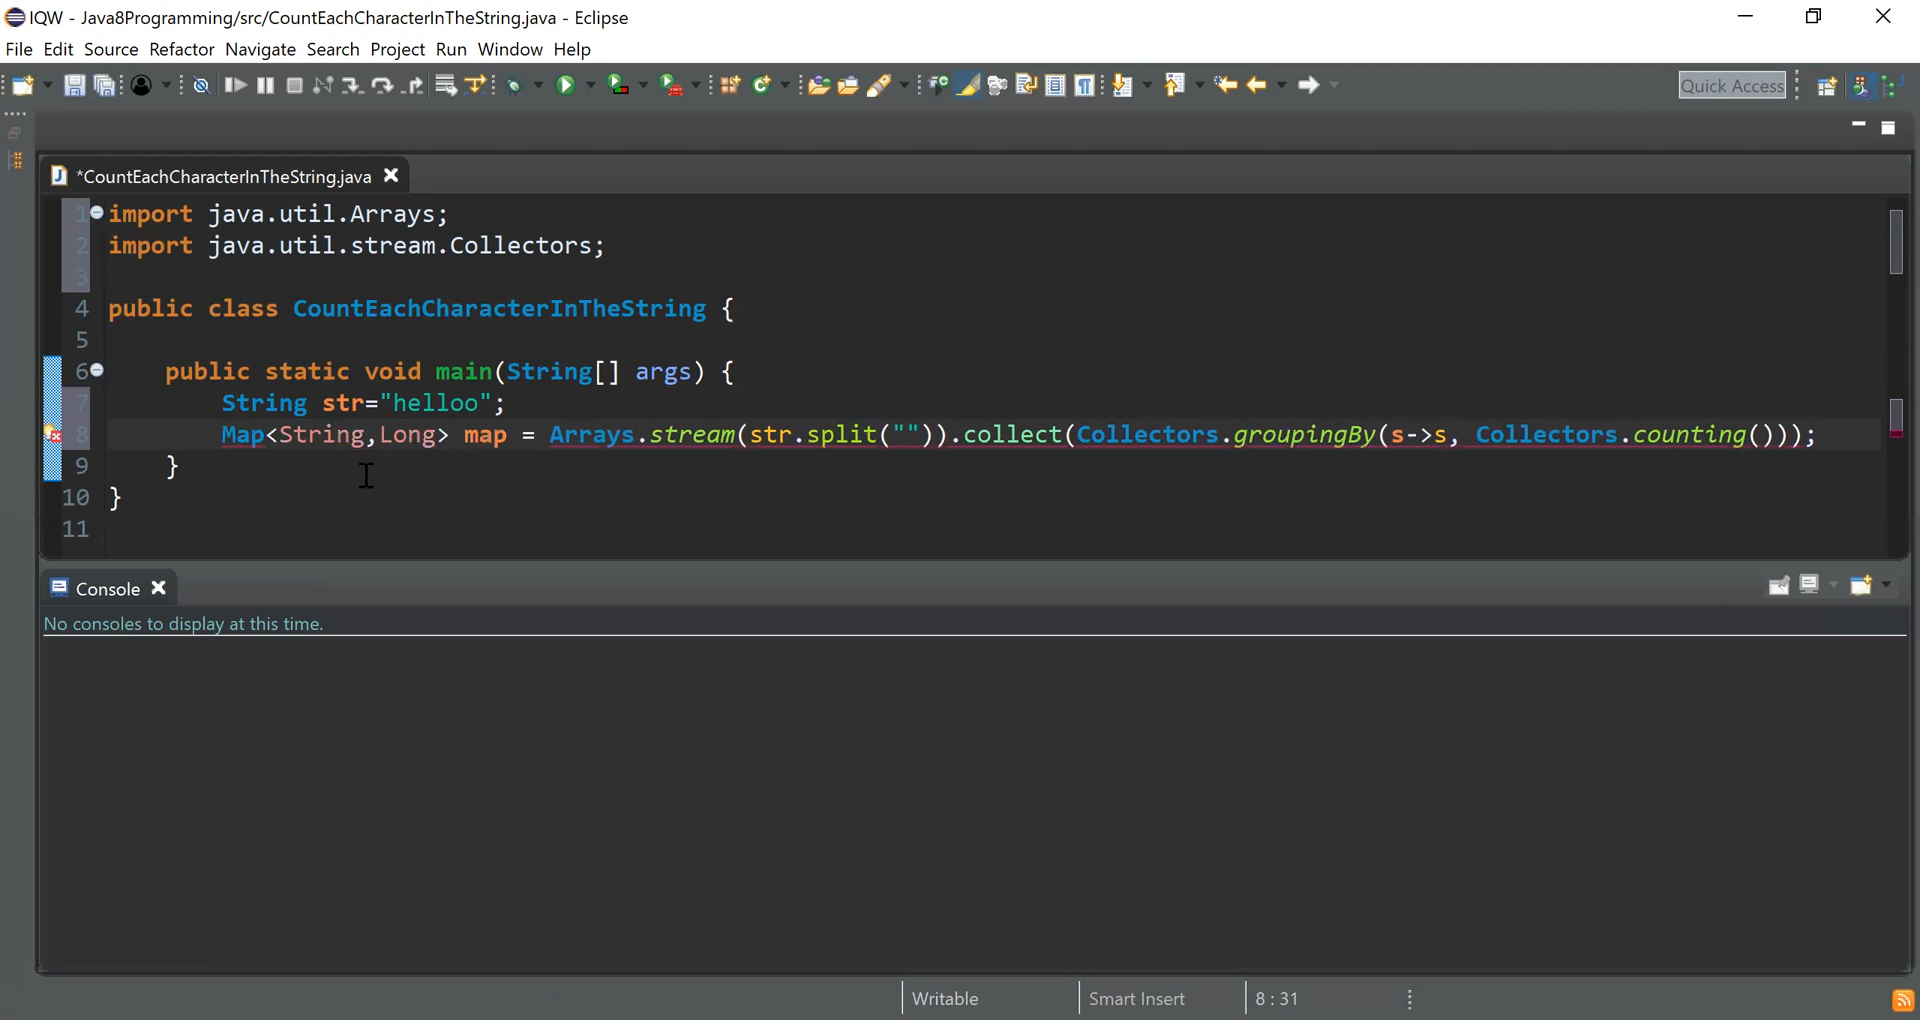 IQW - Java8Programming/src/CountEachCharacterInTheString.java - Eclipse
File Edit Source Refactor Navigate Search Project Run Window Help
Quick Access
*CountEachCharacterInTheString.java
1 import java.util.Arrays;
2 import java.util.stream.Collectors;
3
4 public class CountEachCharacterInTheString {
5
6 public static void main(String[] args) {
7 String str="helloo";
8 Map<String,Long> map = Arrays.stream(str.split("")).collect(Collectors.groupingBy(s->s, Collectors.counting()));
9 }
10 }
11
Console
No consoles to display at this time.
Writable Smart Insert 8 : 31